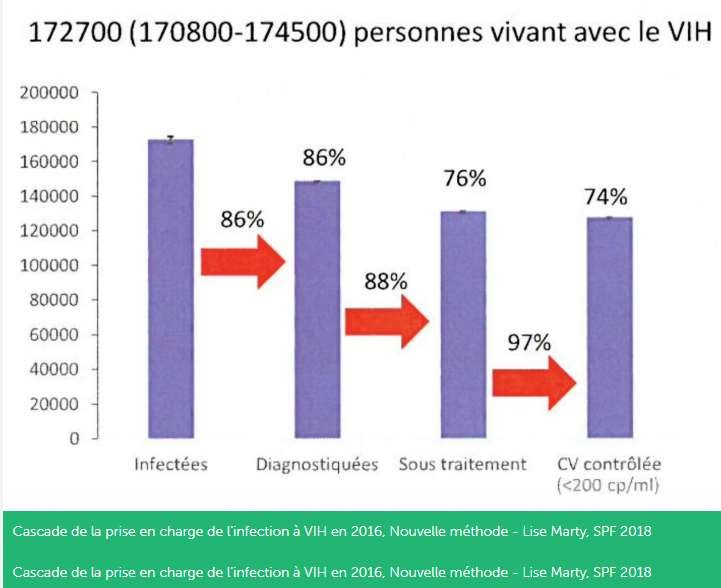 172700 (170800-174500) personnes vivant avec le VIH
200000
180000
160000
140000
120000
100000
80000
60000
40000
20000
0
86%
76%
74%
86%
88%
97%
Infectées
Diagnostiquées
Sous traitement
CV contrôlée
(<200 cp/ml)
Cascade de la prise en charge de l'infection à VIH en 2016, Nouvelle méthode - Lise Marty, SPF 2018
Cascade de la prise en charge de l'infection à VIH en 2016, Nouvelle méthode - Lise Marty, SPF 2018